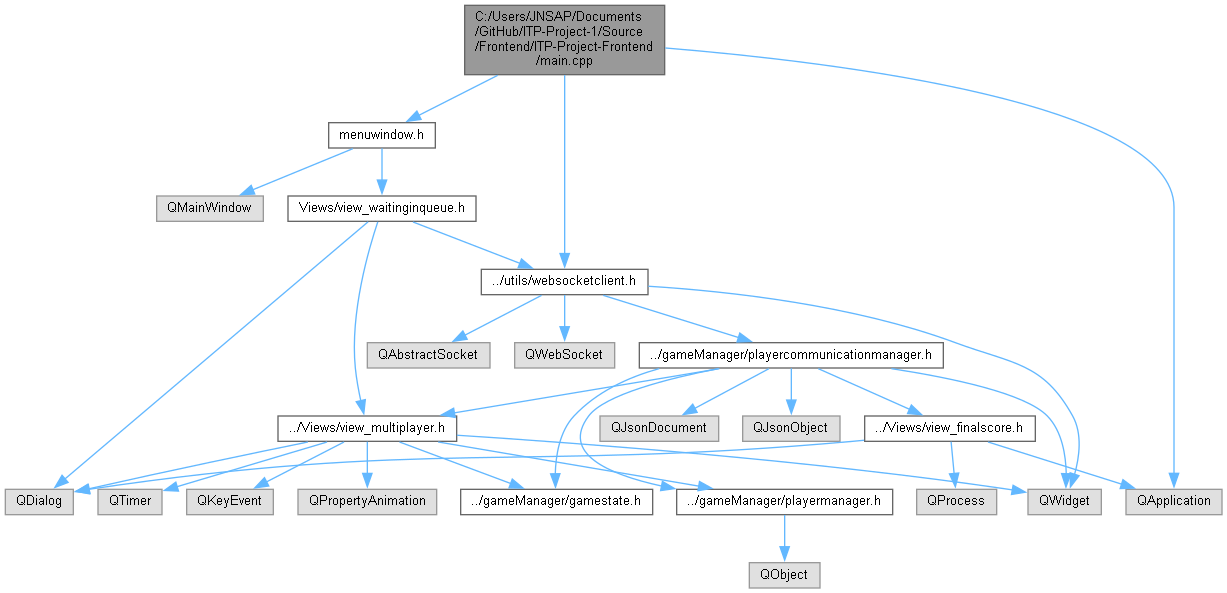 C:/Users/JNSAP/Documents
/GitHub/ITP-Project-1/Source
/Frontend/ITP-Project-Frontend
/main.cpp
menuwindow.h
QMainWindow
Views/view_waitinginqueue.h
../utils/websocketclient.h
QAbstractSocket
QWebSocket
../gameManager/playercommunicationmanager.h
../Views/view_multiplayer.h
QJsonDocument
QJsonObject
../Views/view_finalscore.h
QDialog
QTimer
QKeyEvent
QPropertyAnimation
../gameManager/gamestate.h
../gameManager/playermanager.h
QProcess
QWidget
QApplication
QObject